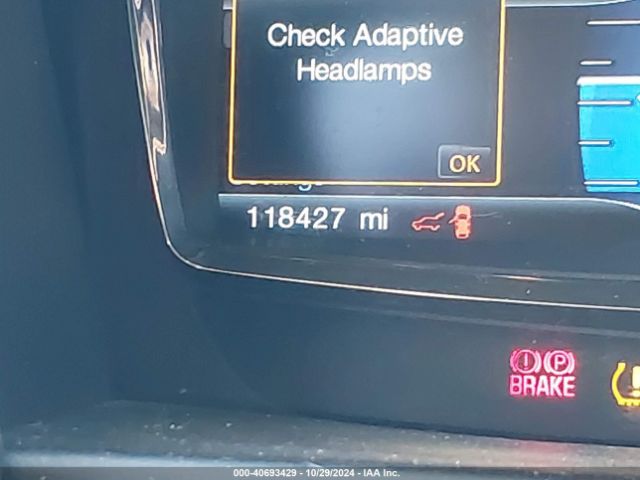 Check Adaptive
Headlamps
OK
118427 mi
P
BRAKE
000-40693429 - 10/29/2024 - IAA Inc.